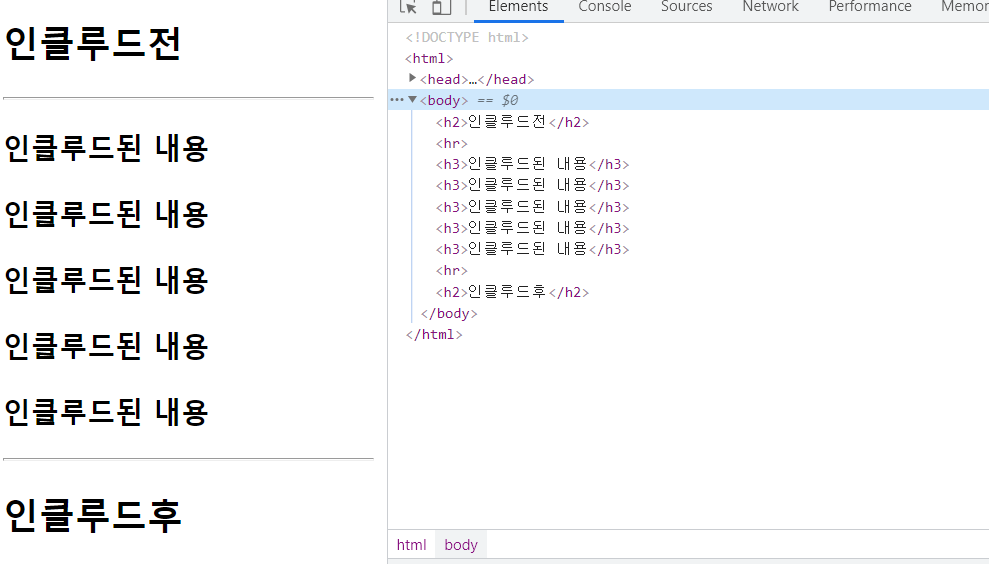 인클루드전
인클루드된 내용
인클루드된 내용
인클루드된 내용
인클루드된 내용
인클루드된 내용
인클루드후
Elements Console Sources Network Performance Memor
<!DOCTYPE html>
<html>
<head>…</head>
<body> == $0
<h2>인클루드전</h2>
<hr>
<h3>인클루드된 내용</h3>
<h3>인클루드된 내용</h3>
<h3>인클루드된 내용</h3>
<h3>인클루드된 내용</h3>
<h3>인클루드된 내용</h3>
<hr>
<h2>인클루드후</h2>
</body>
</html>
html body